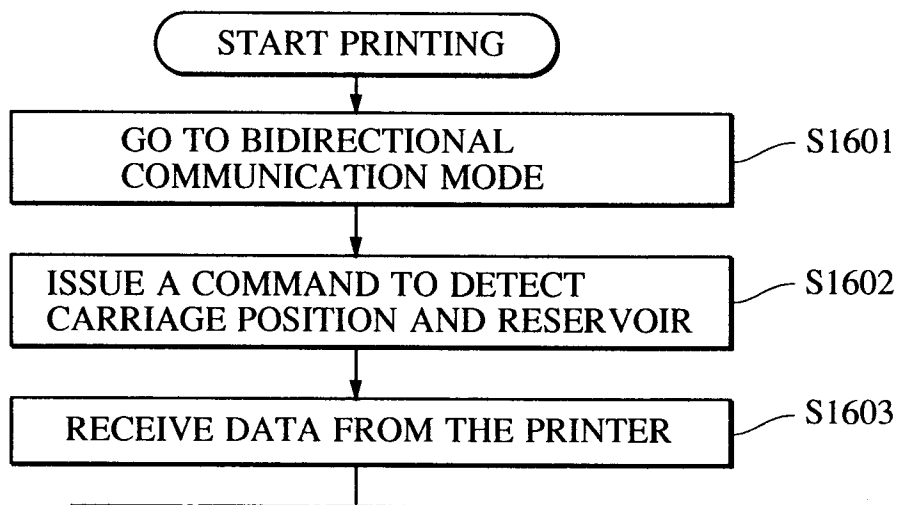 START PRINTING
GO TO BIDIRECTIONAL
COMMUNICATION MODE
S1601
ISSUE A COMMAND TO DETECT
CARRIAGE POSITION AND RESERVOIR
S1602
RECEIVE DATA FROM THE PRINTER
S1603